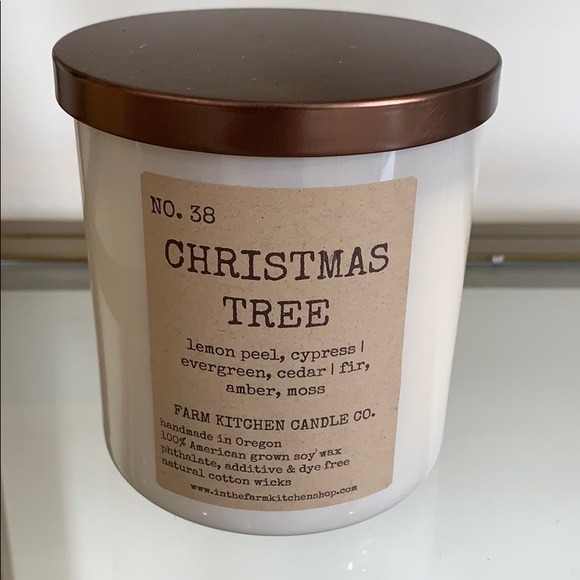 NO. 38
CHRISTMAS
TREE
lemon peel, cypress |
evergreen, cedar | fir,
amber, moss
FARM KITCHEN CANDLE CO.
handmade in Oregon
100% American grown soy wax
phthalate, additive & dye free
natural cotton wicks
www.inthefarmkitchenshop.com